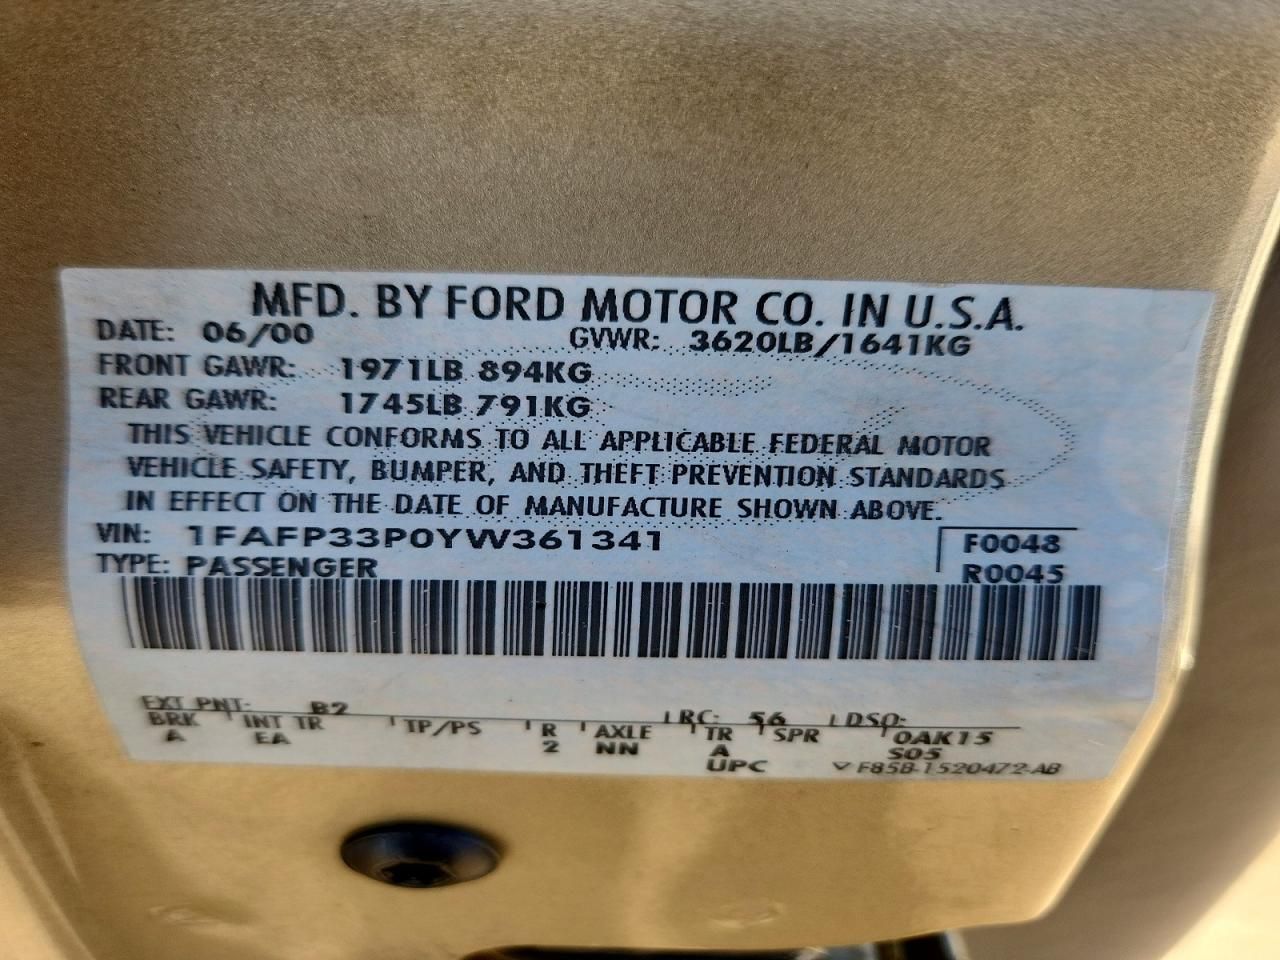 MFD. BY FORD MOTOR CO. IN U.S.A.
DATE: 06/00 GVWR: 3620LB/1641KG
FRONT GAWR: 1971LB 894KG
REAR GAWR: 1745LB 791KG
THIS VEHICLE CONFORMS TO ALL APPLICABLE FEDERAL MOTOR
VEHICLE SAFETY, BUMPER, AND THEFT PREVENTION STANDARDS
IN EFFECT ON THE DATE OF MANUFACTURE SHOWN ABOVE.
VIN: 1FAFP33P0YW361341 F0048
TYPE: PASSENGER R0045
EXT PNT: B2 RC: 56 DSO:
BRK INT TR TP/PS R AXLE TR SPR OAK15
A EA 2 NN A S05
UPC F85B-1520472-AB